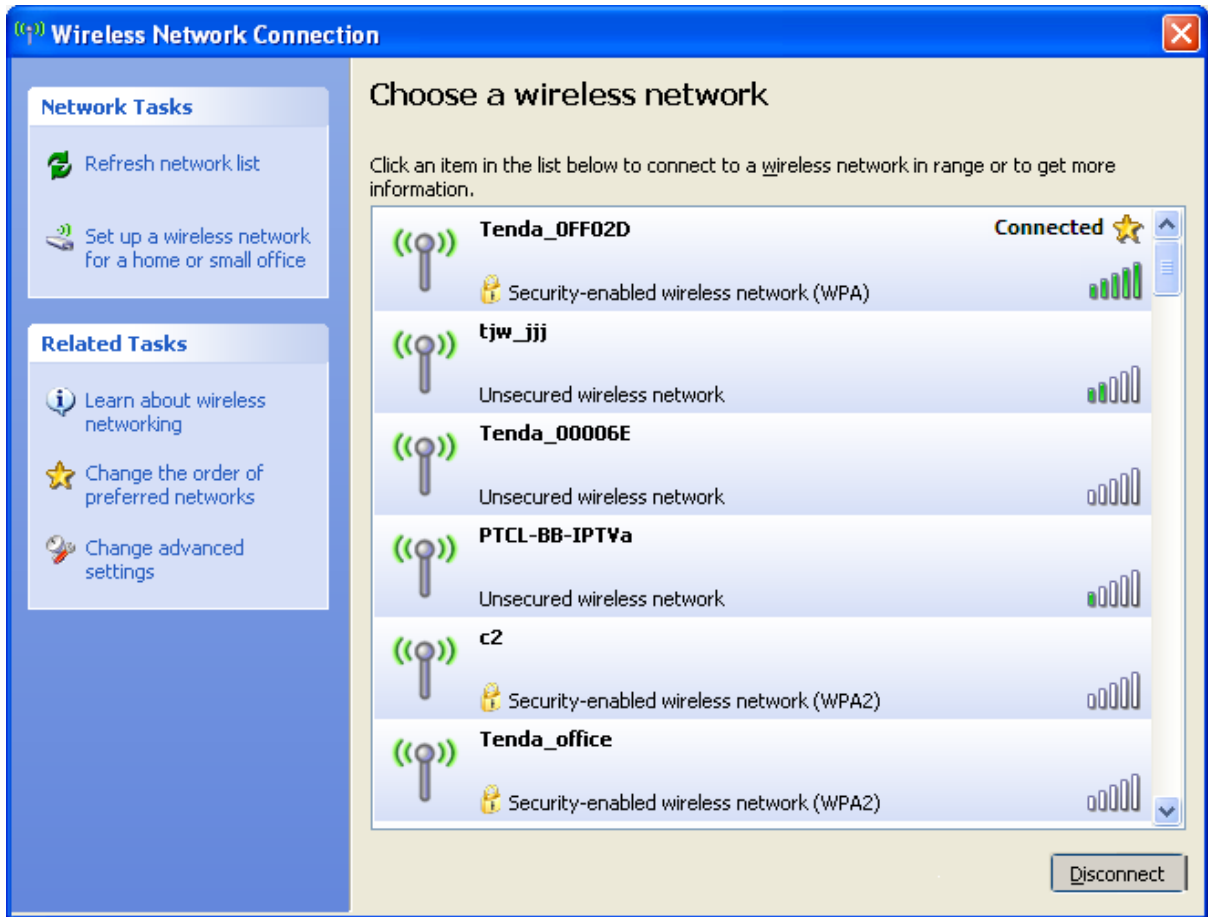 Wireless Network Connection
Network Tasks
Refresh network list
Set up a wireless network
for a home or small office
Related Tasks
Learn about wireless
networking
Change the order of
preferred networks
Change advanced
settings
Choose a wireless network
Click an item in the list below to connect to a wireless network in range or to get more
information.
Tenda_0FF02D
Connected
Security-enabled wireless network (WPA)
tjw_jjj
Unsecured wireless network
Tenda_00006E
Unsecured wireless network
PTCL-BB-IPTVa
Unsecured wireless network
c2
Security-enabled wireless network (WPA2)
Tenda_office
Security-enabled wireless network (WPA2)
Disconnect